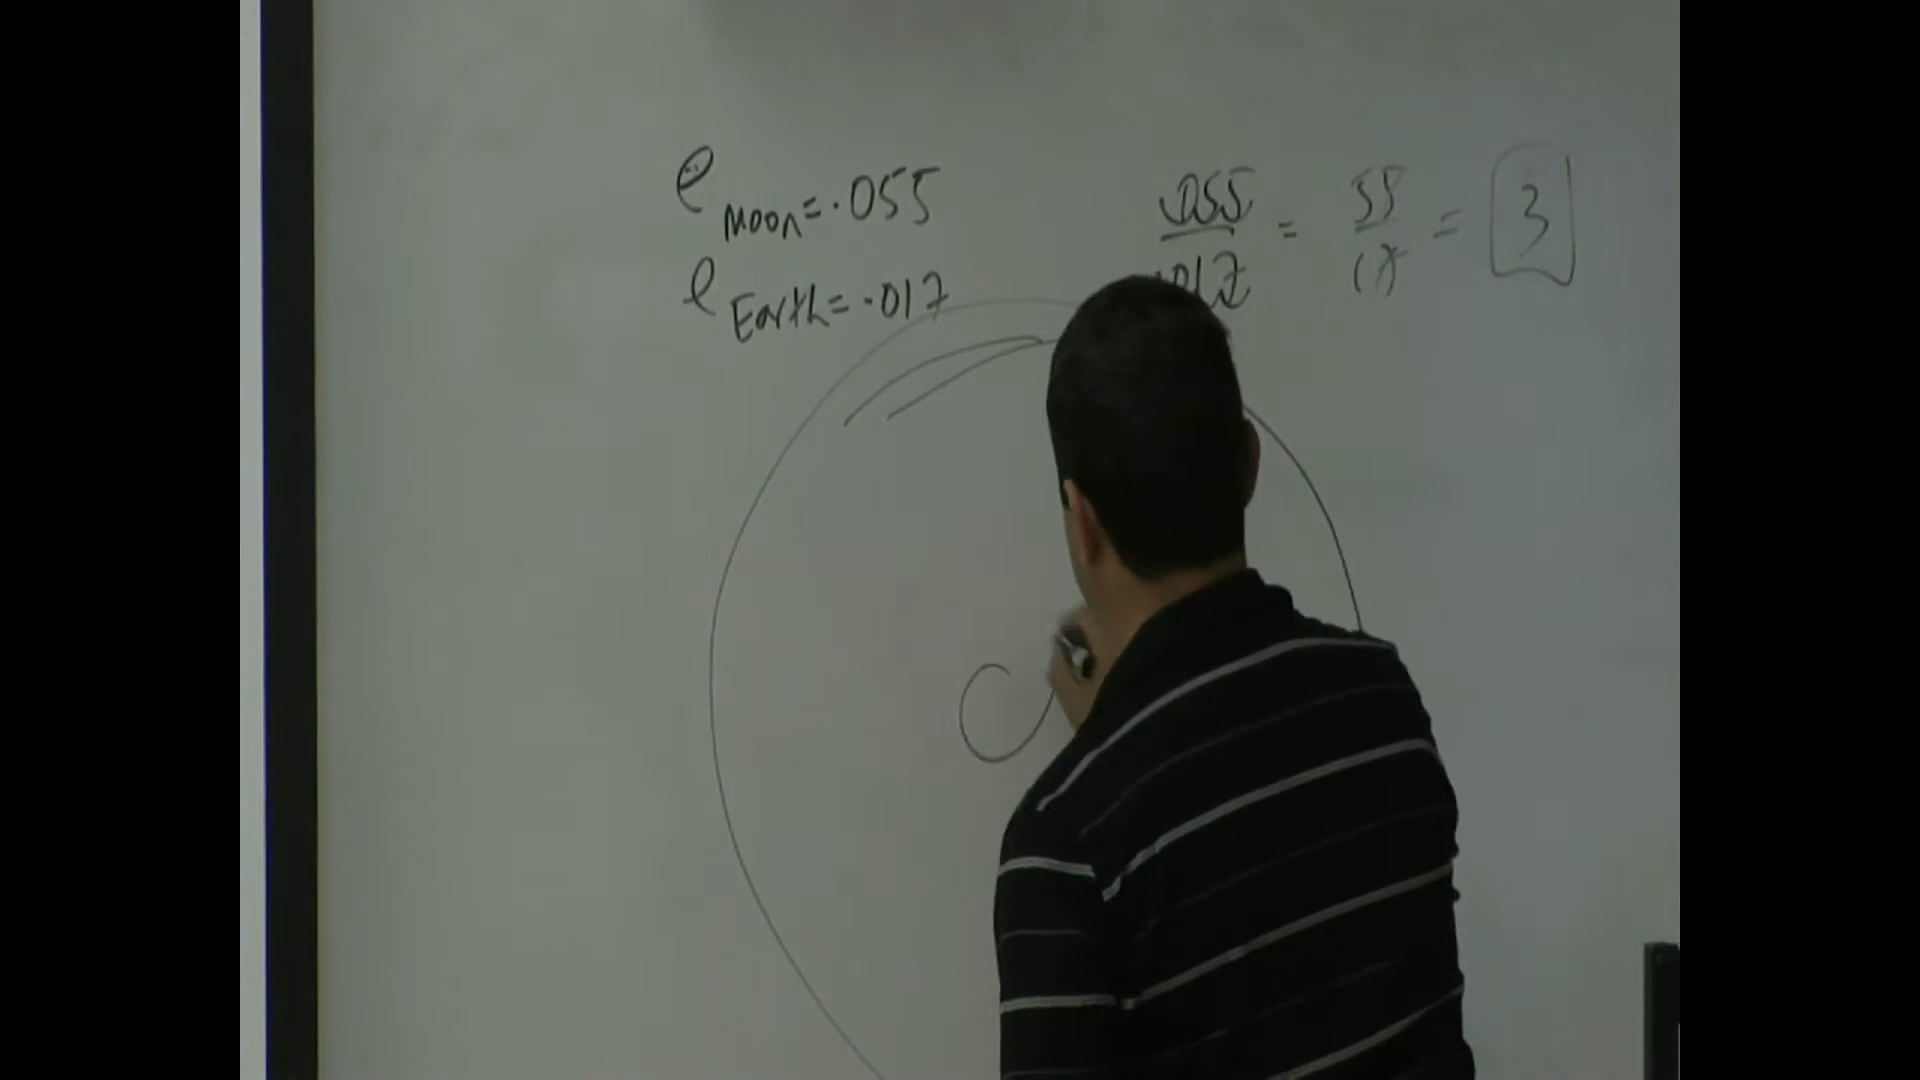 e Moon = .055
e Earth = .017
.055 / .017 = 55 / 17 = 3